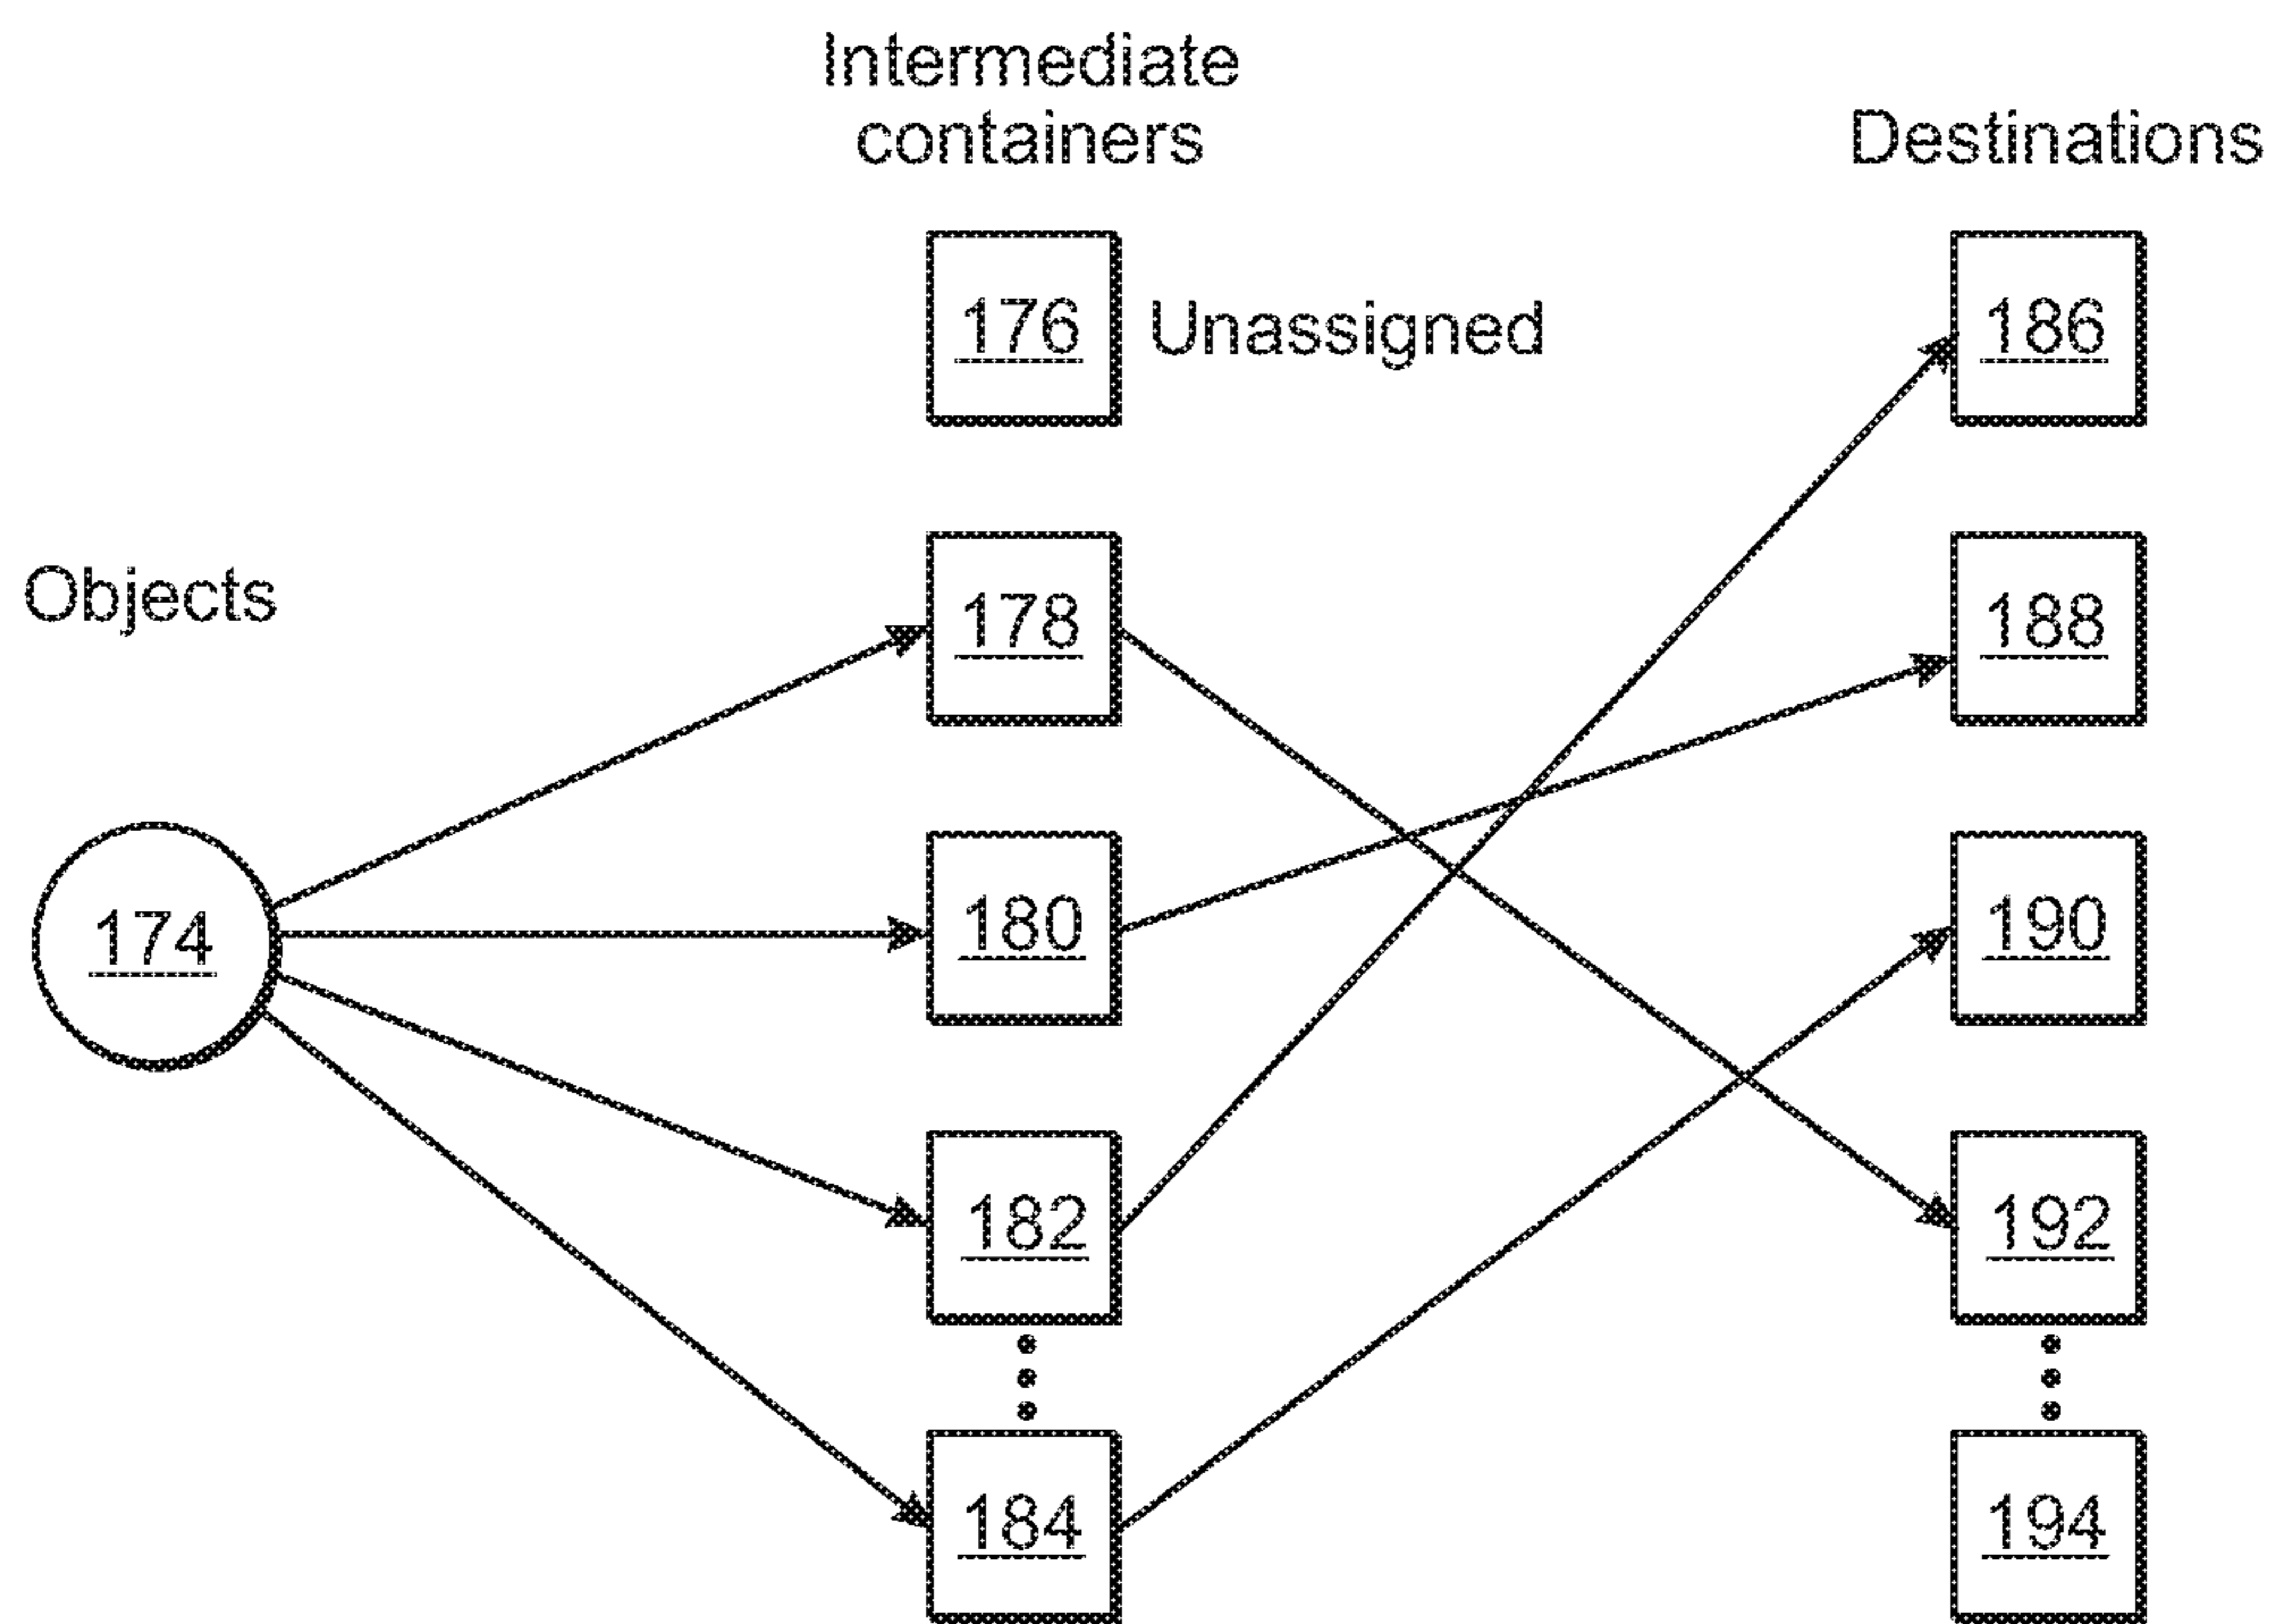 Intermediate
containers
Destinations
176 Unassigned
186
Objects
178
188
174
180
190
182
192
184
194